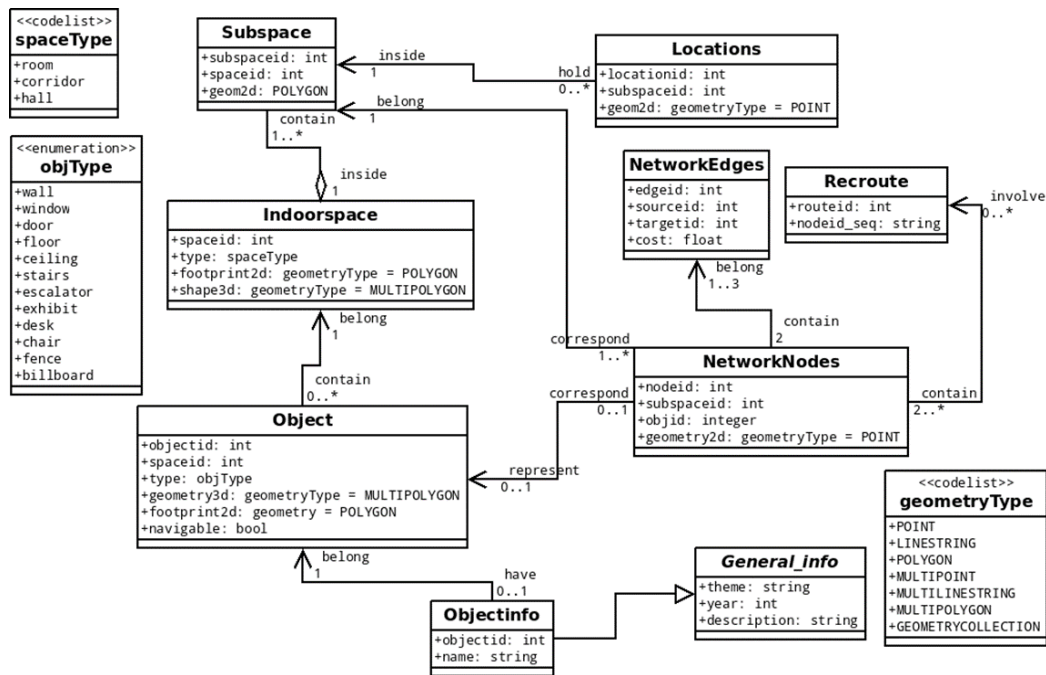 <<codelist>>
spaceType
+room
+corridor
+hall
<<enumeration>>
objType
+wall
+window
+door
+floor
+ceiling
+stairs
+escalator
+exhibit
+desk
+chair
+fence
+billboard
Subspace
+subspaceid: int
+spaceid: int
+geom2d: POLYGON
inside
1
hold
0..*
Locations
+locationid: int
+subspaceid: int
+geom2d: geometryType = POINT
belong
1
contain
1..*
inside
1
Indoorspace
+spaceid: int
+type: spaceType
+footprint2d: geometryType = POLYGON
+shape3d: geometryType = MULTIPOLYGON
NetworkEdges
+edgeid: int
+sourceid: int
+targetid: int
+cost: float
Recroute
+routeid: int
+nodeid_seq: string
involve
0..*
belong
1..3
contain
2
belong
1
contain
0..*
correspond
1..*
NetworkNodes
+nodeid: int
+subspaceid: int
+objid: integer
+geometry2d: geometryType = POINT
contain
2..*
correspond
0..1
represent
0..1
Object
+objectid: int
+spaceid: int
+type: objType
+geometry3d: geometryType = MULTIPOLYGON
+footprint2d: geometry = POLYGON
+navigable: bool
belong
1
have
0..1
Objectinfo
+objectid: int
+name: string
General_info
+theme: string
+year: int
+description: string
<<codelist>>
geometryType
+POINT
+LINESTRING
+POLYGON
+MULTIPOINT
+MULTILINESTRING
+MULTIPOLYGON
+GEOMETRYCOLLECTION